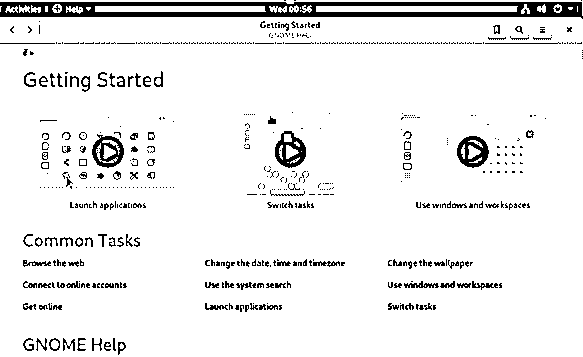 Activities Help Wed 00:56
Getting Started
GNOME Help
Getting Started
Launch applications Switch tasks Use windows and workspaces
Common Tasks
Browse the web Change the date, time and timezone Change the wallpaper
Connect to online accounts Use the system search Use windows and workspaces
Get online Launch applications Switch tasks
GNOME Help